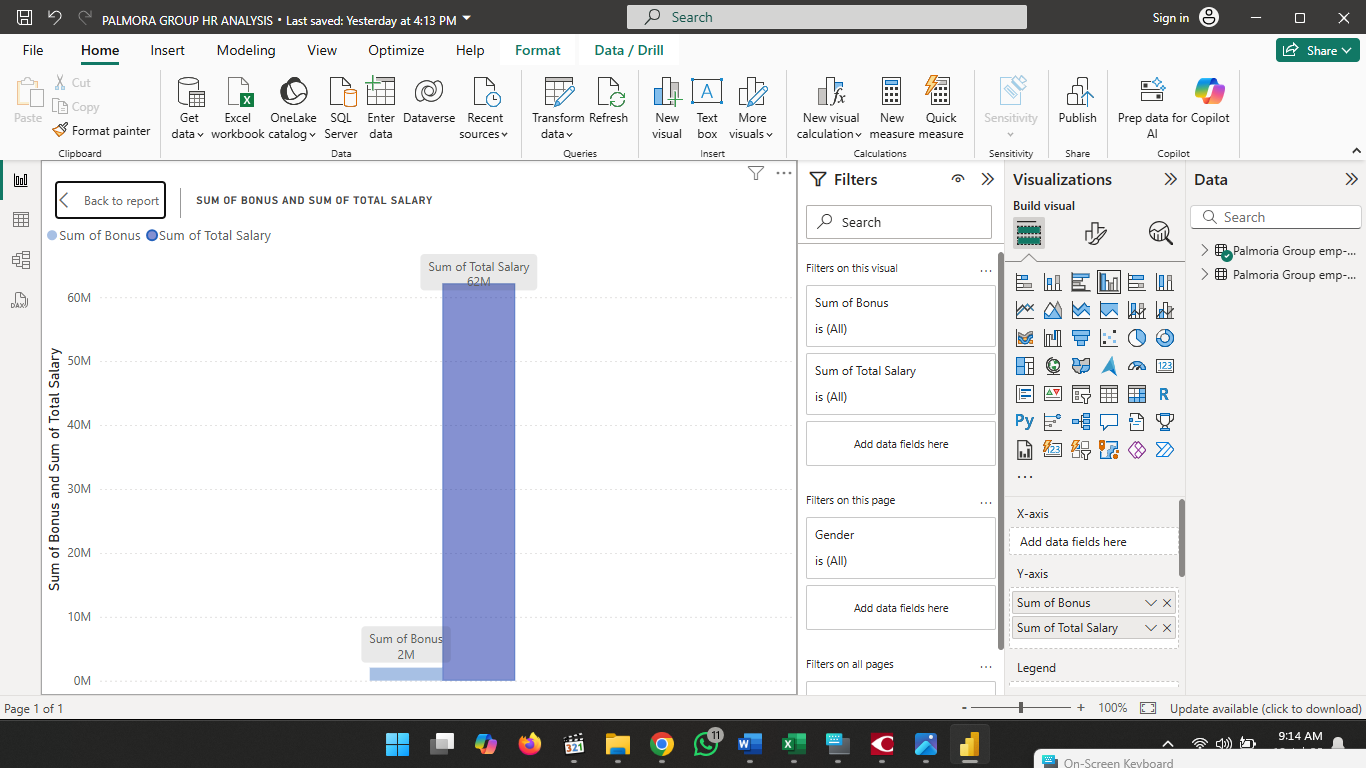 PALMORA GROUP HR ANALYSIS • Last saved: Yesterday at 4:13 PM
Search
Sign in
File
Home
Insert
Modeling
View
Optimize
Help
Format
Data / Drill
Share
Paste
Cut
Copy
Format painter
Clipboard
Get data
Excel workbook
OneLake catalog
SQL Server
Enter data
Dataverse
Recent sources
Data
Transform data
Refresh
Queries
New visual
Text box
More visuals
Insert
New visual calculation
New measure
Quick measure
Calculations
Sensitivity
Sensitivity
Publish
Share
Prep data for AI
Copilot
Copilot
Back to report
SUM OF BONUS AND SUM OF TOTAL SALARY
Sum of Bonus
Sum of Total Salary
Sum of Bonus and Sum of Total Salary
60M
50M
40M
30M
20M
10M
0M
Sum of Total Salary
62M
Sum of Bonus
2M
Filters
Search
Filters on this visual
Sum of Bonus
is (All)
Sum of Total Salary
is (All)
Add data fields here
Filters on this page
Gender
is (All)
Add data fields here
Filters on all pages
Visualizations
Build visual
123
R
Py
123
X-axis
Add data fields here
Y-axis
Sum of Bonus
Sum of Total Salary
Legend
Data
Search
Palmoria Group emp-...
Palmoria Group emp-...
DAX
Page 1 of 1
- + 100%
Update available (click to download)
321
11
9:14 AM
On-Screen Keyboard